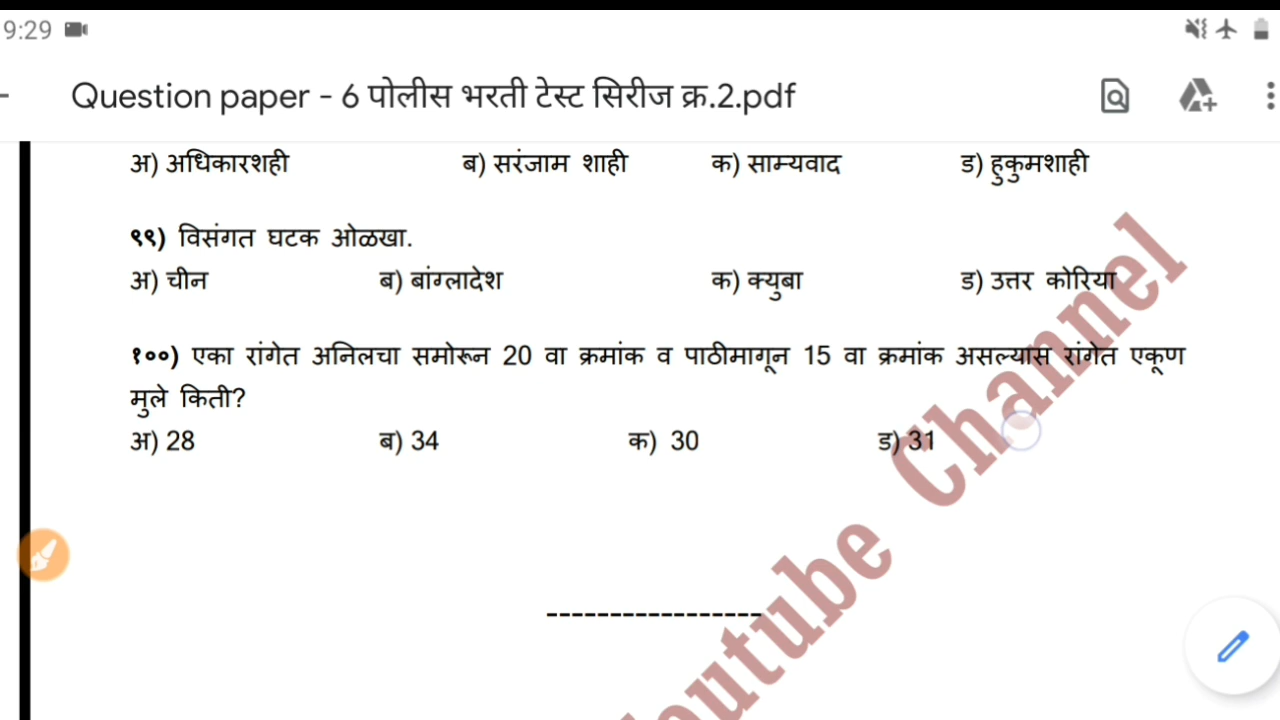 9:29
Question paper - 6 पोलीस भरती टेस्ट सिरीज क्र.2.pdf
अ) अधिकारशही ब) सरंजाम शाही क) साम्यवाद ड) हुकुमशाही
९९) विसंगत घटक ओळखा.
अ) चीन ब) बांग्लादेश क) क्युबा ड) उत्तर कोरिया
१००) एका रांगेत अनिलचा समोरून 20 वा क्रमांक व पाठीमागून 15 वा क्रमांक असल्यास रांगेत एकूण
मुले किती?
अ) 28 ब) 34 क) 30 ड) 31
-----------------
outube Channel